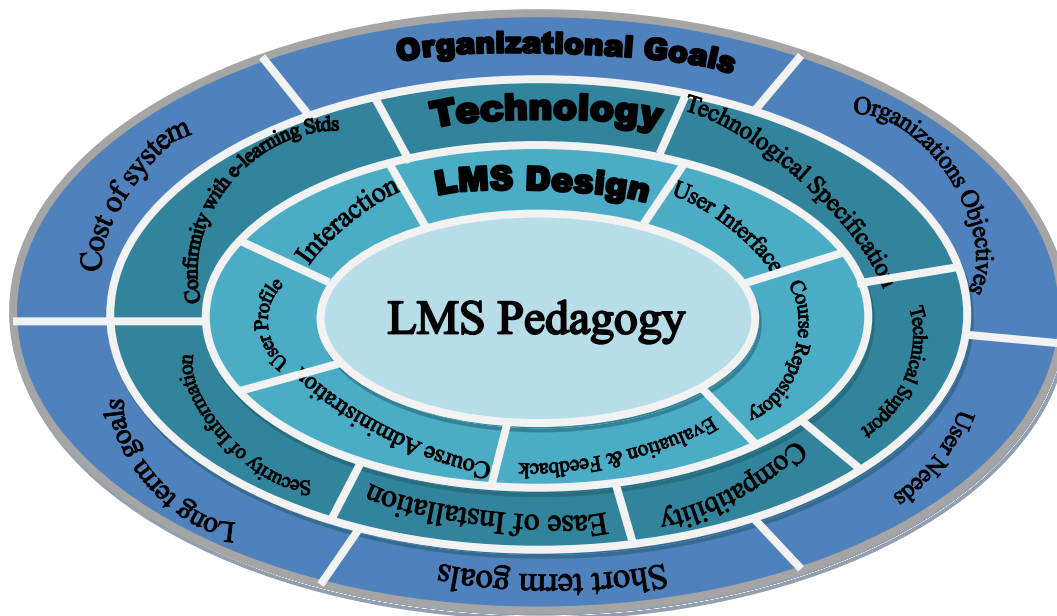 Organizational Goals
Organizations Objectives
User Needs
Short term goals
Long term goals
Cost of system
Technology
Technological Specification
Technical Support
Compatibility
Ease of Installation
Security of Information
Confirmity with e-learning Stds
LMS Design
User Interface
Course Reposidory
Evaluation & Feedback
Course Administration
User Profile
Interaction
LMS Pedagogy